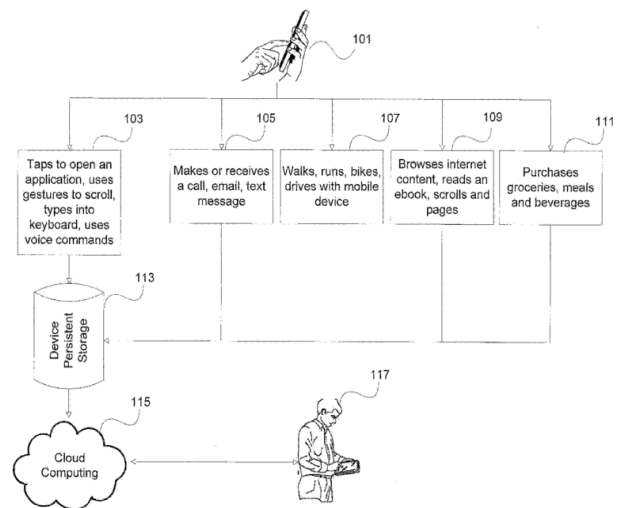 101
103
105
107
109
111
Taps to open an
application, uses
gestures to scroll,
types into
keyboard, uses
voice commands
Makes or receives
a call, email, text
message
Walks, runs, bikes,
drives with mobile
device
Browses internet
content, reads an
ebook, scrolls and
pages
Purchases
groceries, meals
and beverages
113
Device
Persistent
Storage
115
Cloud
Computing
117